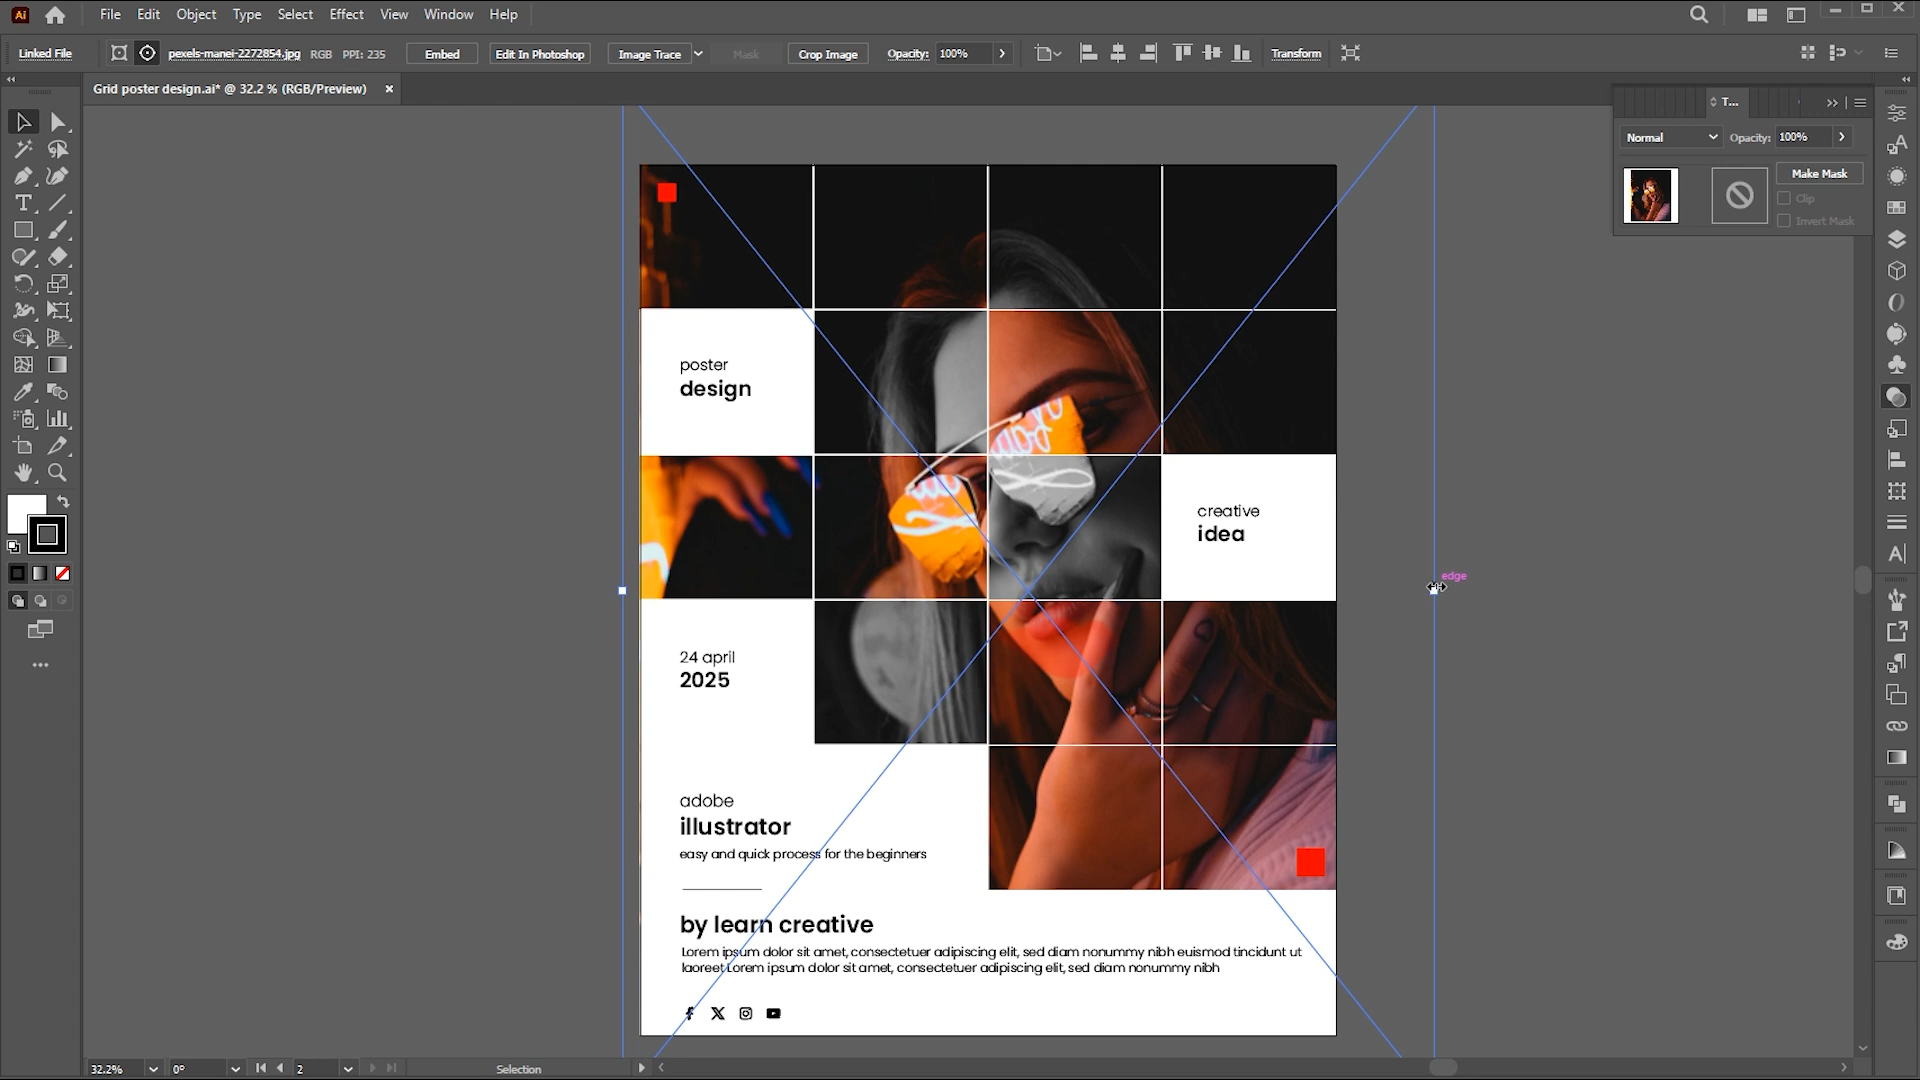 Ai File Edit Object Type Select Effect View Window Help
Linked File pexels-manei-2272854.jpg RGB PPI: 235 Embed Edit In Photoshop Image Trace Mask Crop Image Opacity: 100% Transform
Grid poster design.ai* @ 32.2 % (RGB/Preview)
T...
Normal Opacity: 100%
Make Mask
Clip
Invert Mask
poster
design
creative
idea
edge
24 april
2025
adobe
illustrator
easy and quick process for the beginners
by learn creative
Lorem ipsum dolor sit amet, consectetuer adipiscing elit, sed diam nonummy nibh euismod tincidunt ut
laoreet Lorem ipsum dolor sit amet, consectetuer adipiscing elit, sed diam nonummy nibh
32.2% 0° 2 Selection